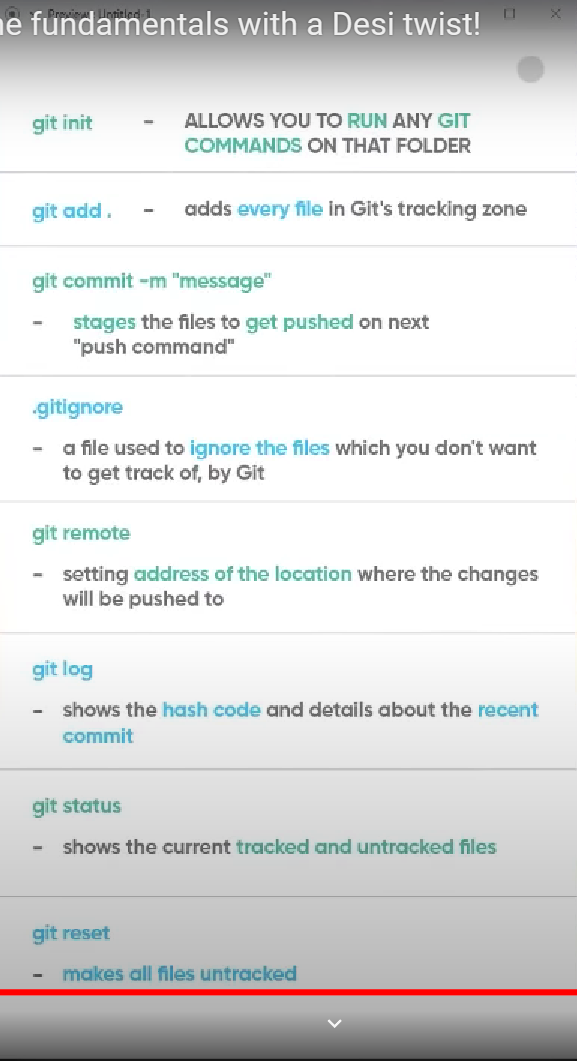 e fundamentals with a Desi twist!
Preview: Untitled-1
git init - ALLOWS YOU TO RUN ANY GIT
COMMANDS ON THAT FOLDER
git add . - adds every file in Git's tracking zone
git commit -m "message"
- stages the files to get pushed on next
"push command"
.gitignore
- a file used to ignore the files which you don't want
to get track of, by Git
git remote
- setting address of the location where the changes
will be pushed to
git log
- shows the hash code and details about the recent
commit
git status
- shows the current tracked and untracked files
git reset
- makes all files untracked